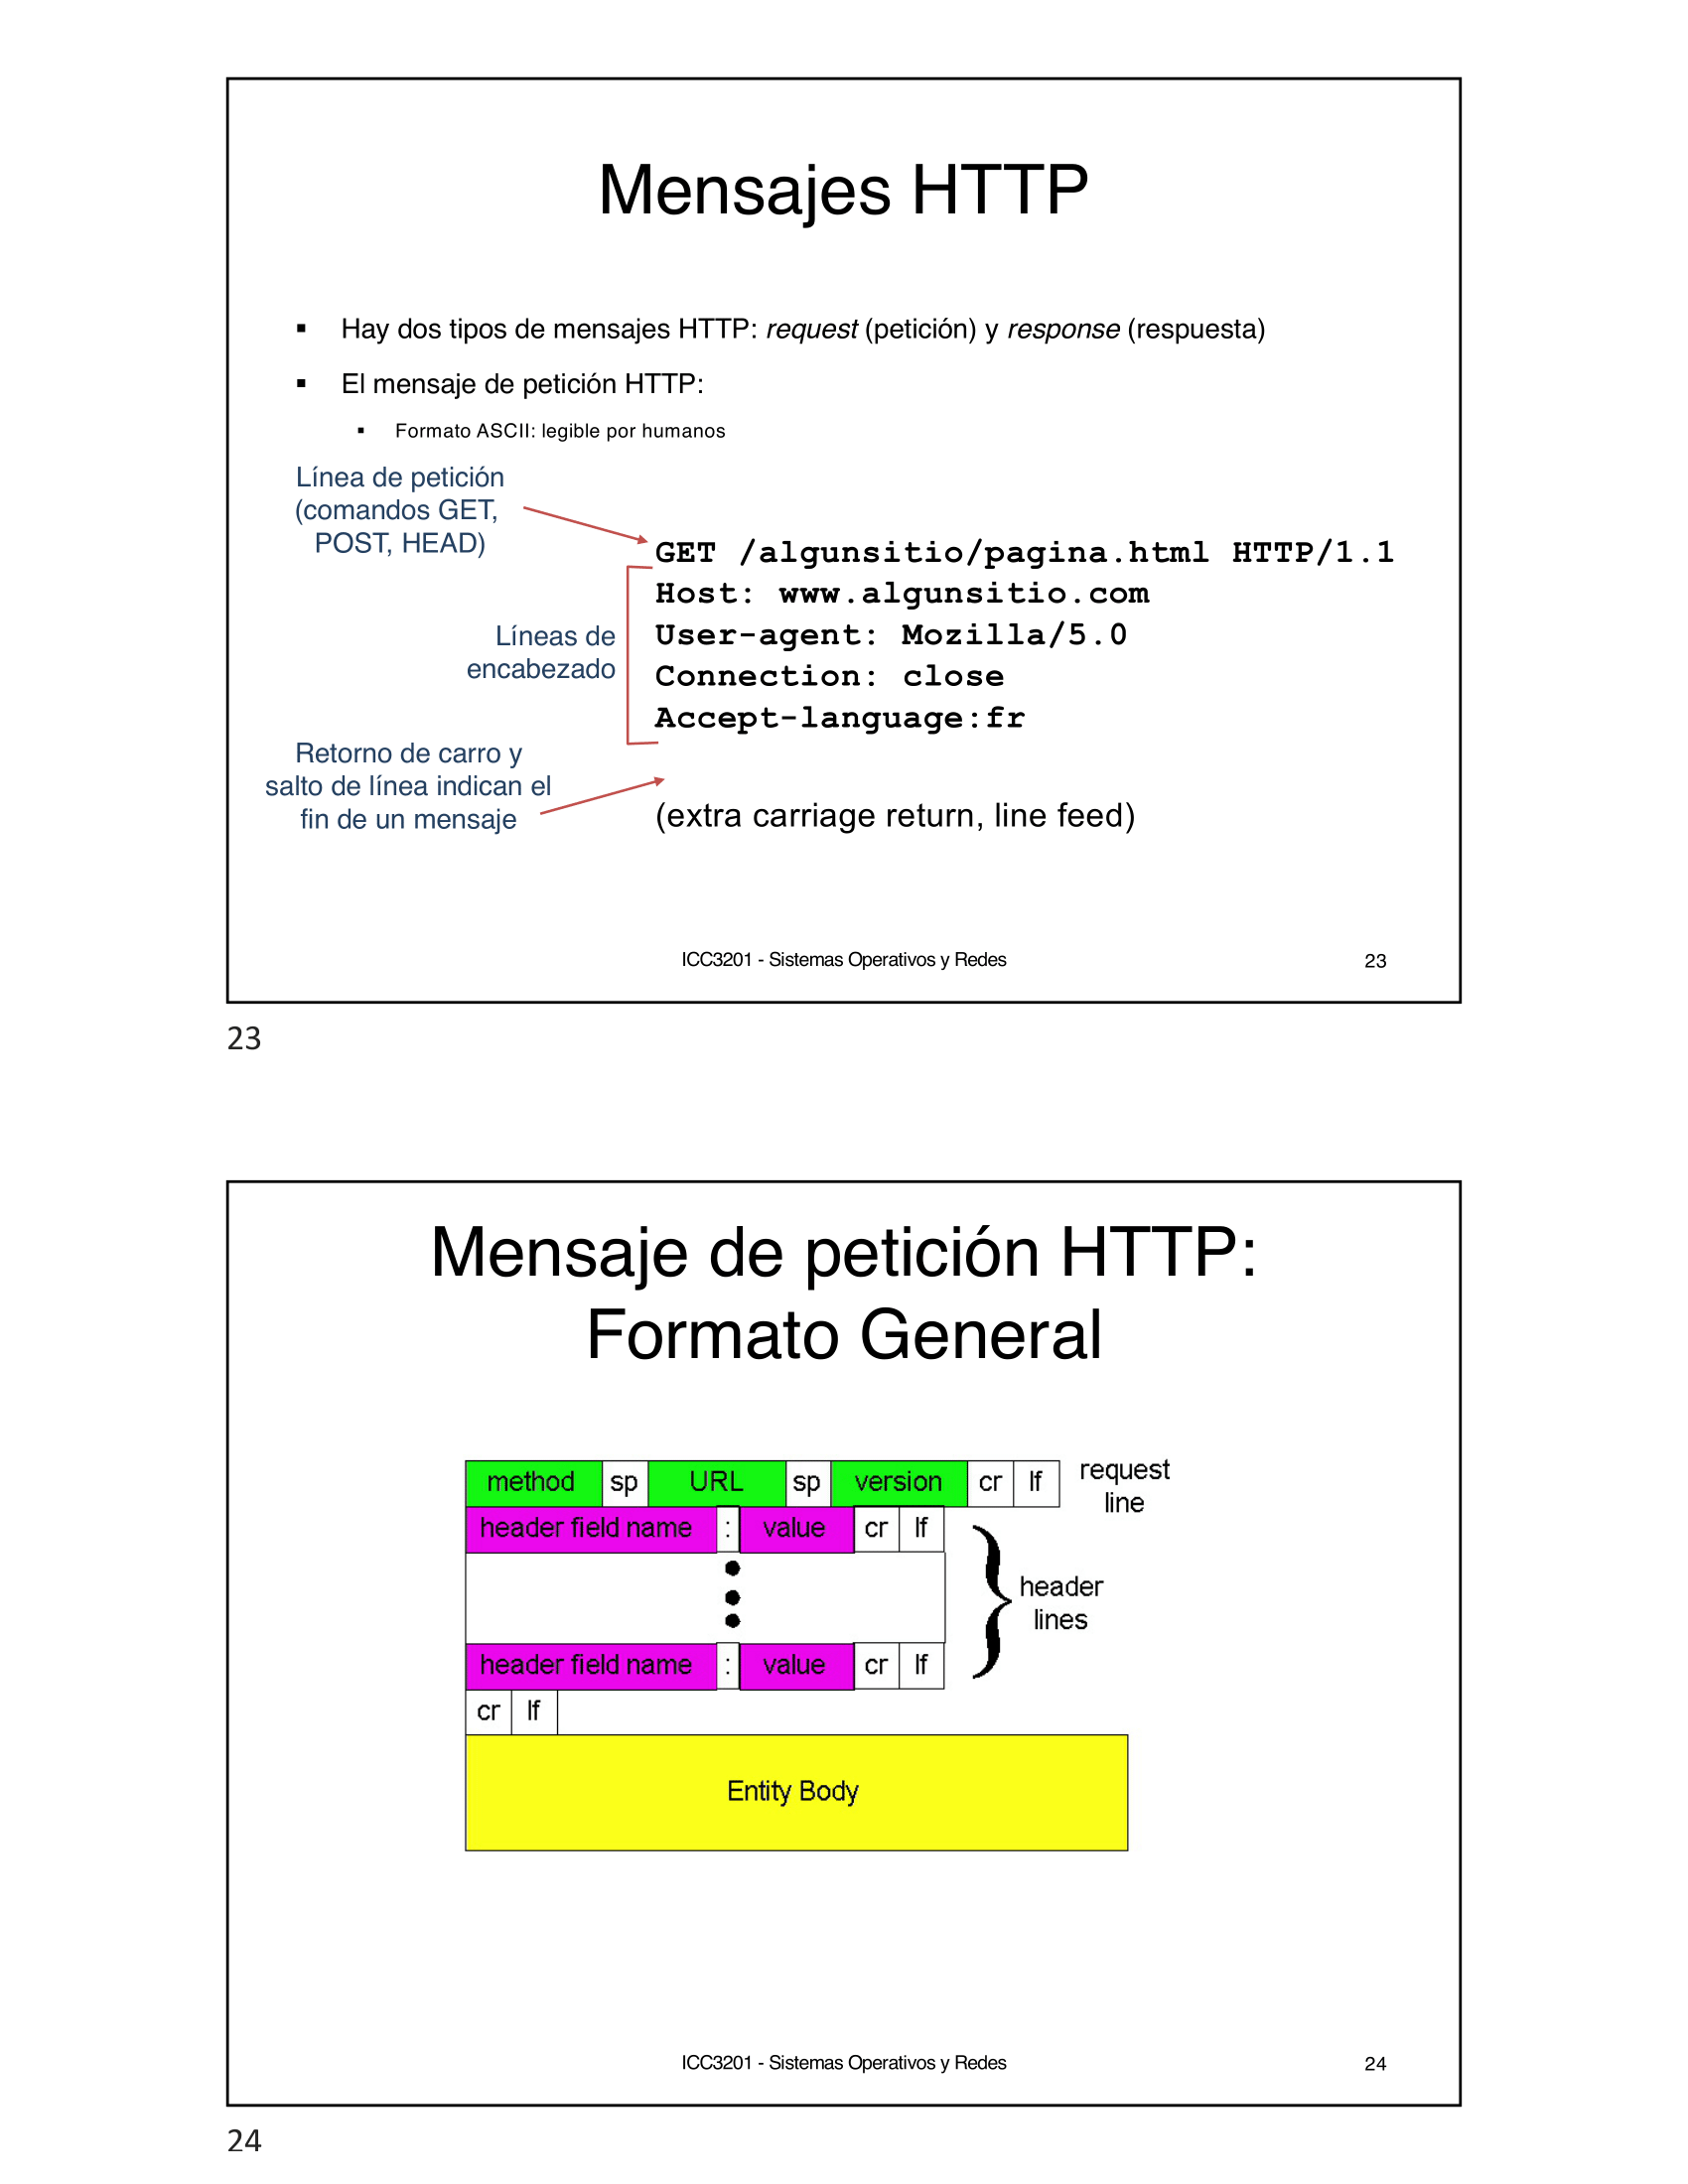 Mensajes HTTP
▪ Hay dos tipos de mensajes HTTP: request (petición) y response (respuesta)
▪ El mensaje de petición HTTP:
▪ Formato ASCII: legible por humanos
Línea de petición
(comandos GET,
POST, HEAD)
GET /algunsitio/pagina.html HTTP/1.1
Host: www.algunsitio.com
User-agent: Mozilla/5.0
Connection: close
Accept-language:fr
Líneas de
encabezado
Retorno de carro y
salto de línea indican el
fin de un mensaje
(extra carriage return, line feed)
ICC3201 - Sistemas Operativos y Redes
23
23
Mensaje de petición HTTP:
Formato General
method sp URL sp version cr lf
request
line
header field name : value cr lf
header
lines
header field name : value cr lf
cr lf
Entity Body
ICC3201 - Sistemas Operativos y Redes
24
24